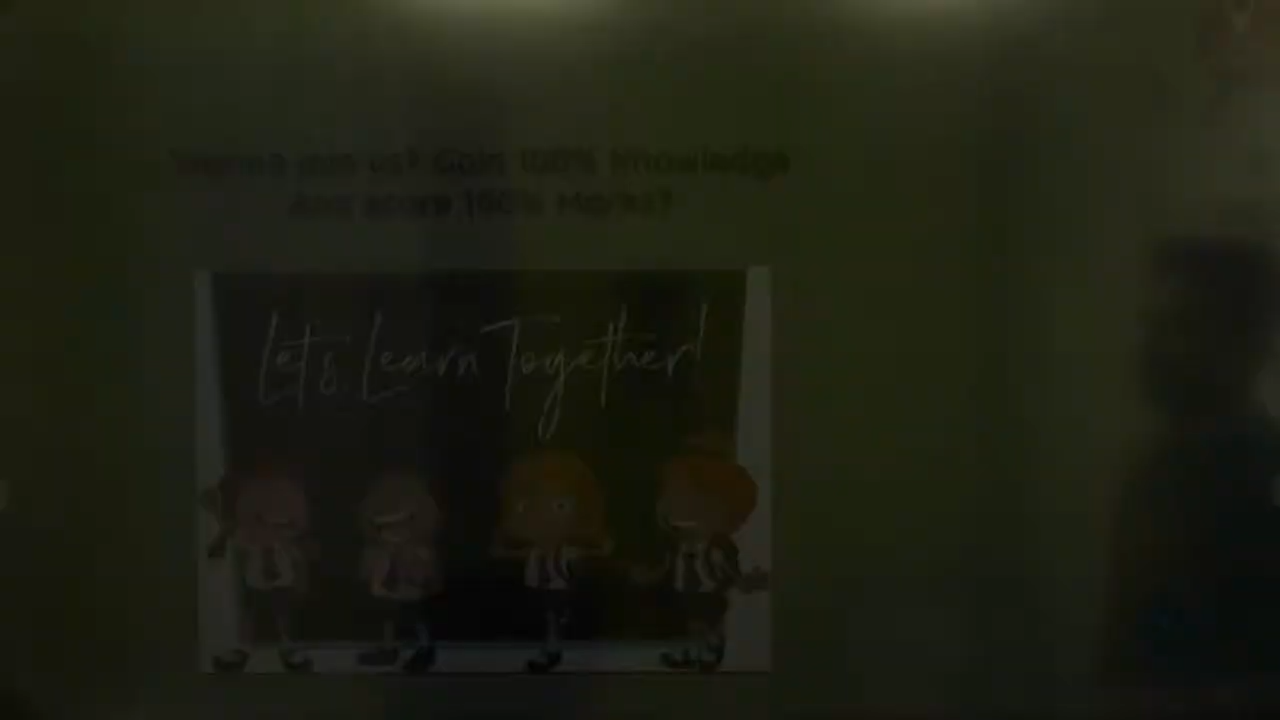 Wanna join us? Gain 100% Knowledge
And score 100% Marks?
Let's Learn Together!